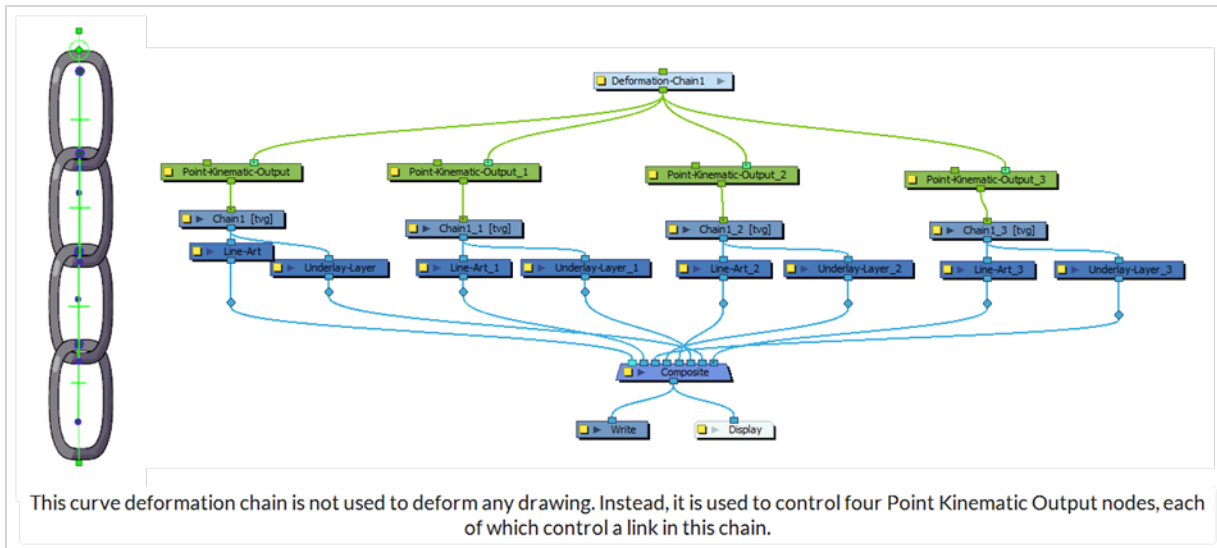 Deformation-Chain1
Point-Kinematic-Output
Point-Kinematic-Output_1
Point-Kinematic-Output_2
Point-Kinematic-Output_3
Chain1 [tvg]
Chain1_1 [tvg]
Chain1_2 [tvg]
Chain1_3 [tvg]
Line-Art
Underlay-Layer
Line-Art_1
Underlay-Layer_1
Line-Art_2
Underlay-Layer_2
Line-Art_3
Underlay-Layer_3
Composite
Write
Display
This curve deformation chain is not used to deform any drawing. Instead, it is used to control four Point Kinematic Output nodes, each
of which control a link in this chain.